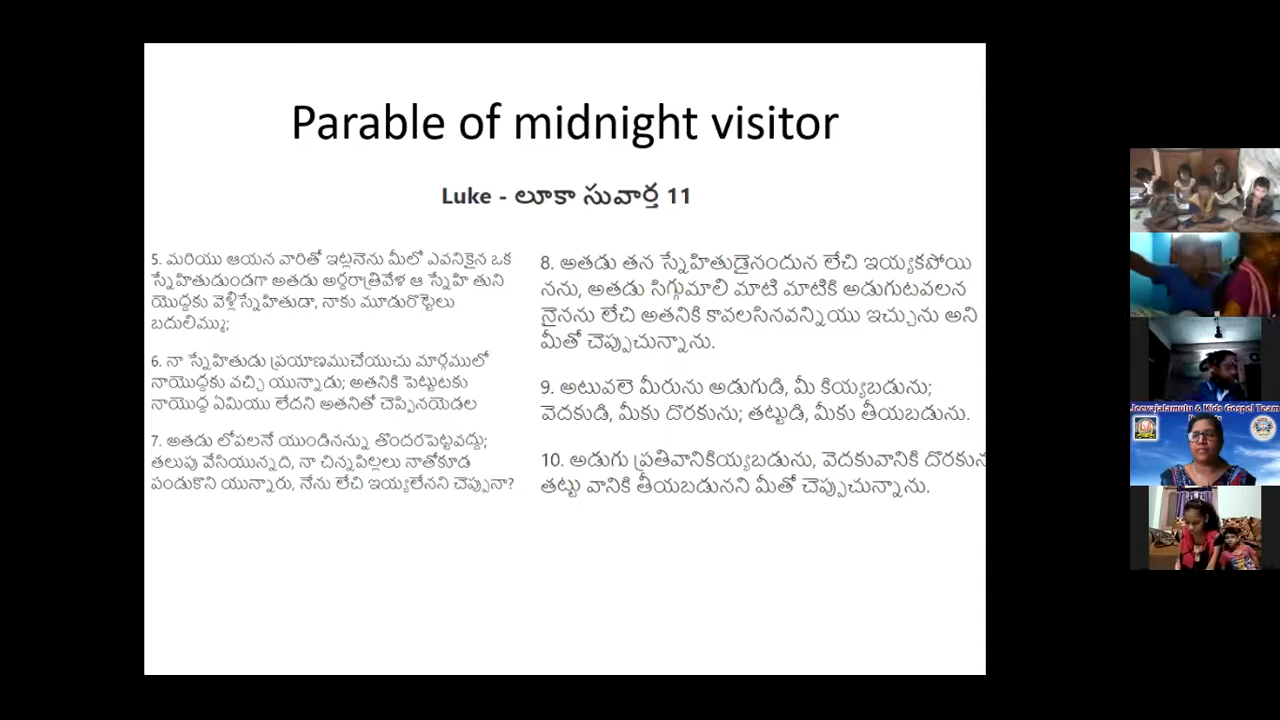 Parable of midnight visitor
Luke - లూకా సువార్త 11
5. మరియు ఆయన వారితో ఇట్లనెను మీలో ఎవనికైన ఒక
స్నేహితుడుండగా అతడు అర్ధరాత్రివేళ ఆ స్నేహి తుని
యొద్దకు వెళ్లి స్నేహితుడా, నాకు మూడురొట్టెలు
బదులిమ్ము;
6. నా స్నేహితుడు ప్రయాణముచేయుచు మార్గములో
నాయొద్దకు వచ్చి యున్నాడు; అతనికి పెట్టుటకు
నాయొద్ద ఏమియు లేదని అతనితో చెప్పినయెడల
7. అతడు లోపలనే యుండినన్ను తొందరపెట్టవద్దు;
తలుపు వేసియున్నది, నా చిన్నపిల్లలు నాతోకూడ
పండుకొని యున్నారు, నేను లేచి ఇయ్యలేనని చెప్పునా?
8. అతడు తన స్నేహితుడైనందున లేచి ఇయ్యకపోయి
నను, అతడు సిగ్గుమాలి మాటి మాటికి అడుగుటవలన
నైనను లేచి అతనికి కావలసినవన్నియు ఇచ్చును అని
మీతో చెప్పుచున్నాను.
9. అటువలె మీరును అడుగుడి, మీ కియ్యబడును;
వెదకుడి, మీకు దొరకును; తట్టుడి, మీకు తీయబడును.
10. అడుగు ప్రతివానికియ్యబడును, వెదకువానికి దొరకున
తట్టు వానికి తీయబడునని మీతో చెప్పుచున్నాను.
Jeevajalamulu & Kids Gospel Team